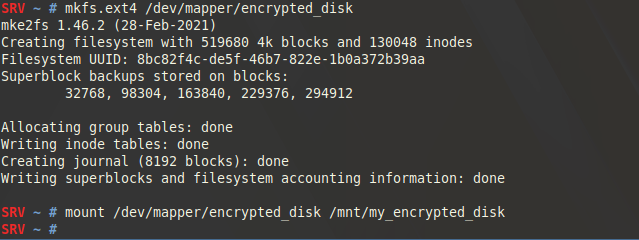 SRV ~ # mkfs.ext4 /dev/mapper/encrypted_disk
mke2fs 1.46.2 (28-Feb-2021)
Creating filesystem with 519680 4k blocks and 130048 inodes
Filesystem UUID: 8bc82f4c-de5f-46b7-822e-1b0a372b39aa
Superblock backups stored on blocks:
        32768, 98304, 163840, 229376, 294912

Allocating group tables: done
Writing inode tables: done
Creating journal (8192 blocks): done
Writing superblocks and filesystem accounting information: done

SRV ~ # mount /dev/mapper/encrypted_disk /mnt/my_encrypted_disk
SRV ~ #